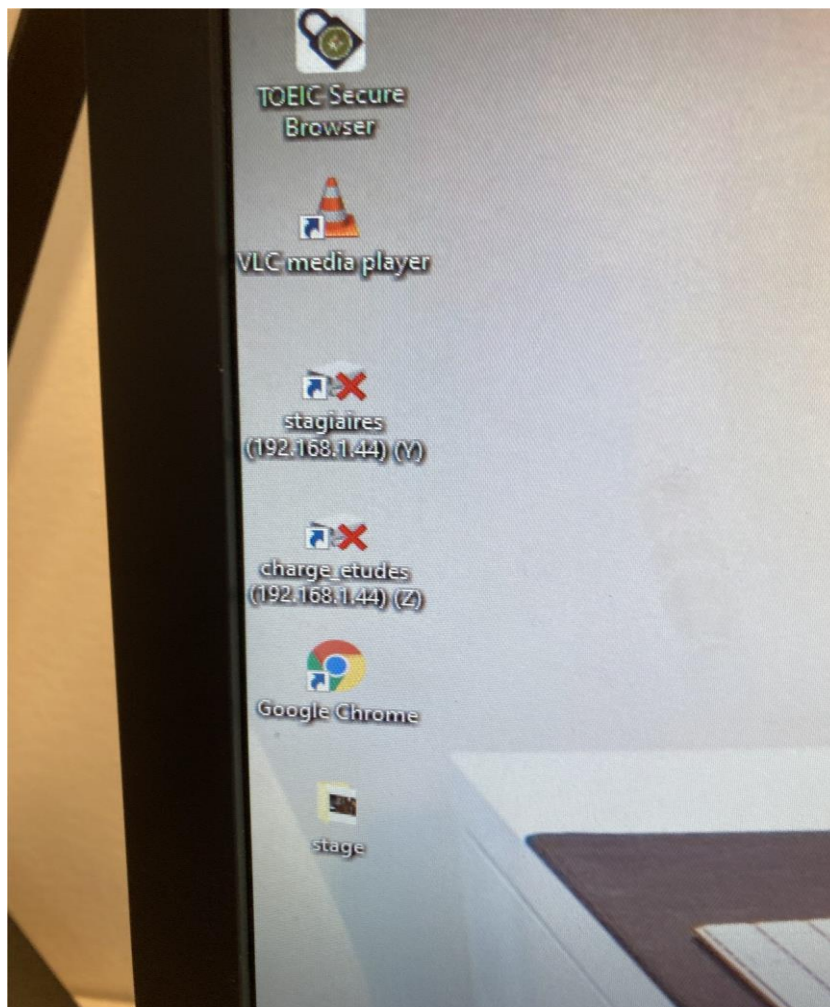 TOEIC Secure
Browser
VLC media player
stagiaires
(192.168.1.44) (Y)
charge_etudes
(192.168.1.44) (Z)
Google Chrome
stage